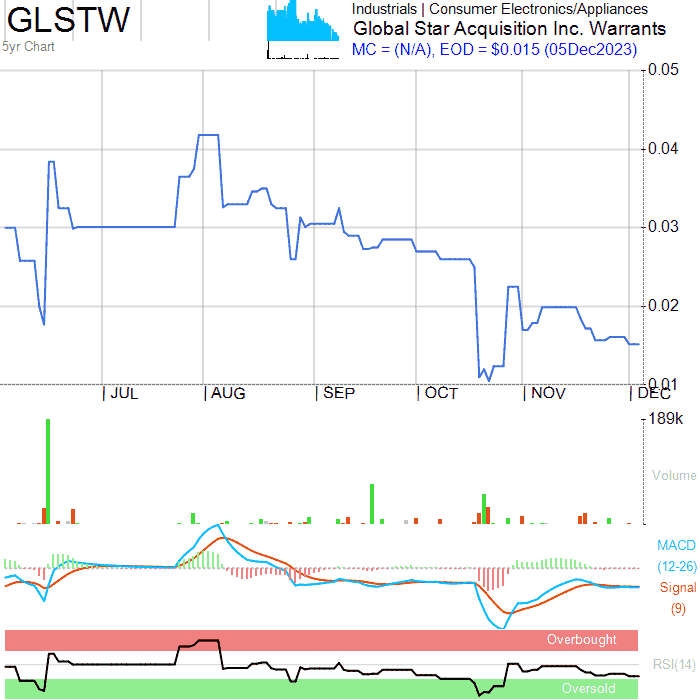 GLSTW
5yr Chart
Industrials | Consumer Electronics/Appliances
Global Star Acquisition Inc. Warrants
MC = (N/A), EOD = $0.015 (05Dec2023)
0.05
0.04
0.03
0.02
0.01
JUL AUG SEP OCT NOV DEC
189k
Volume
MACD
(12-26)
Signal
(9)
Overbought
RSI(14)
Oversold